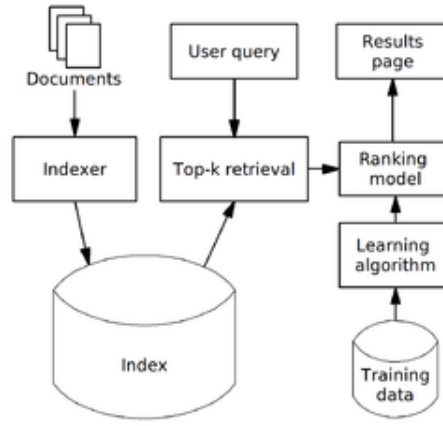 Documents
User query
Results
page
Indexer
Top-k retrieval
Ranking
model
Learning
algorithm
Index
Training
data